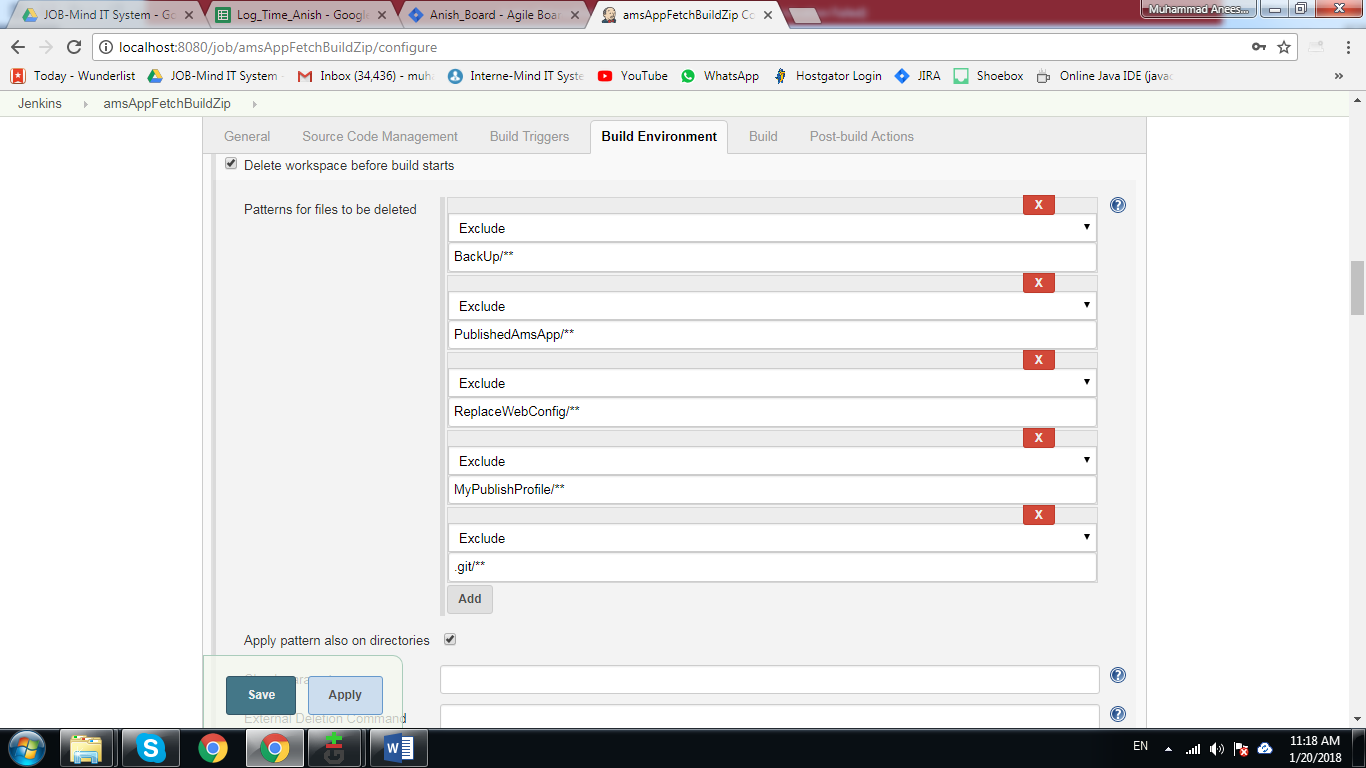 JOB-Mind IT System - Go
Log_Time_Anish - Google
Anish_Board - Agile Boar
amsAppFetchBuildZip Co
Muhammad Anees...
localhost:8080/job/amsAppFetchBuildZip/configure
Today - Wunderlist
JOB-Mind IT System
Inbox (34,436) - muh
Interne-Mind IT Syste
YouTube
WhatsApp
Hostgator Login
JIRA
Shoebox
Online Java IDE (javac
»
Jenkins
amsAppFetchBuildZip
General
Source Code Management
Build Triggers
Build Environment
Build
Post-build Actions
Delete workspace before build starts
Patterns for files to be deleted
X
Exclude
BackUp/**
X
Exclude
PublishedAmsApp/**
X
Exclude
ReplaceWebConfig/**
X
Exclude
MyPublishProfile/**
X
Exclude
.git/**
Add
Apply pattern also on directories
Save
Apply
External Deletion Command
EN
11:18 AM
1/20/2018